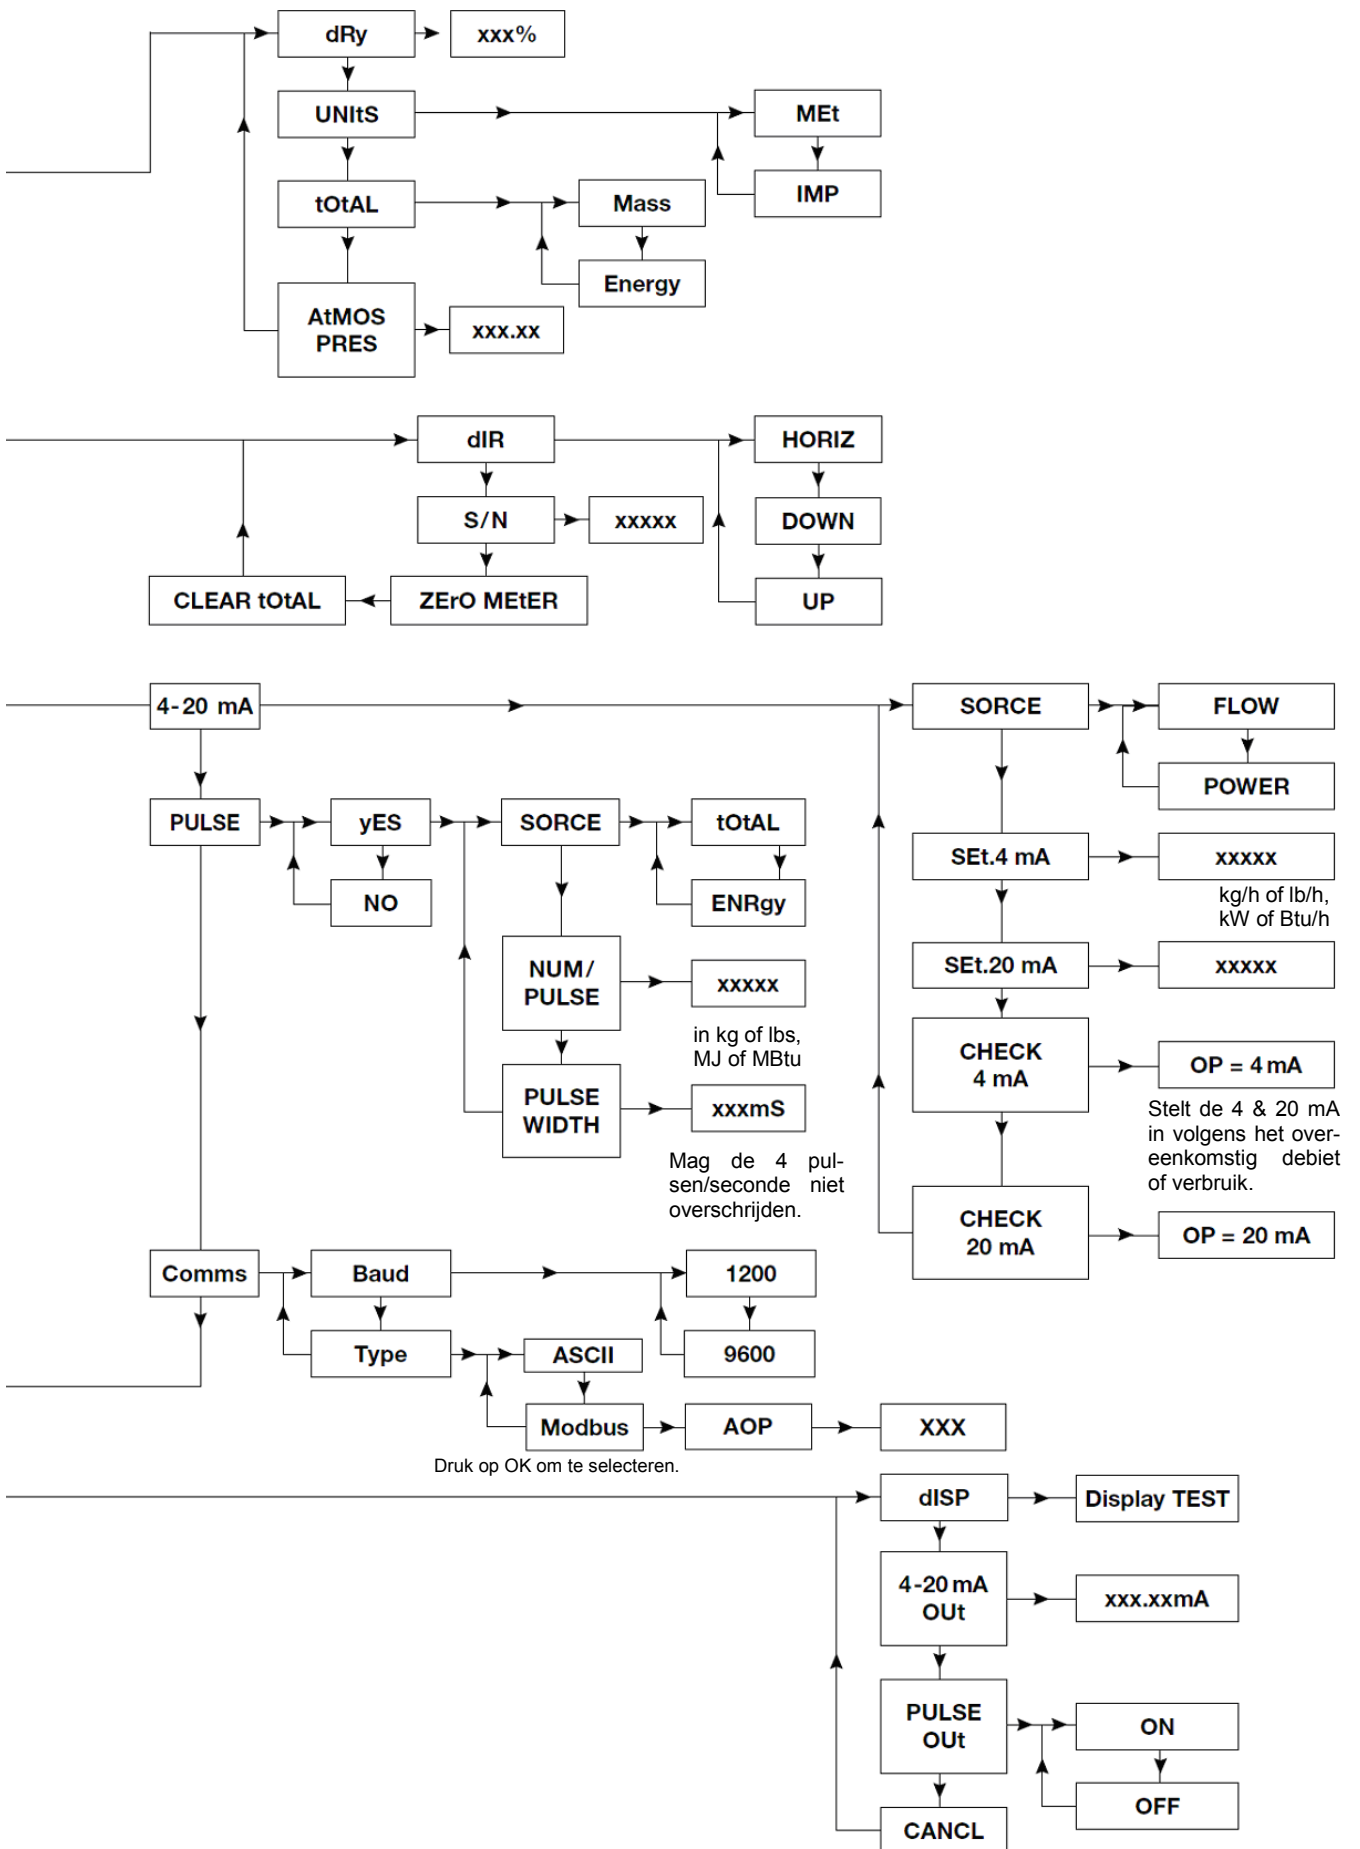 dRy
xxx%
UNItS
MEt
IMP
tOtAL
Mass
Energy
AtMOS
PRES
xxx.xx
dIR
HORIZ
S/N
xxxxx
DOWN
CLEAR tOtAL
ZErO MEtER
UP
4-20 mA
SORCE
FLOW
POWER
PULSE
yES
SORCE
tOtAL
NO
ENRgy
SEt.4 mA
xxxxx
kg/h of lb/h,
kW of Btu/h
NUM/
PULSE
xxxxx
in kg of lbs,
MJ of MBtu
SEt.20 mA
xxxxx
PULSE
WIDTH
xxxmS
Mag de 4 pul-
sen/seconde niet
overschrijden.
CHECK
4 mA
OP = 4 mA
Stelt de 4 & 20 mA
in volgens het over-
eenkomstig debiet
of verbruik.
CHECK
20 mA
OP = 20 mA
Comms
Baud
1200
Type
ASCII
9600
Modbus
AOP
XXX
Druk op OK om te selecteren.
dISP
Display TEST
4-20 mA
OUt
xxx.xxmA
PULSE
OUt
ON
OFF
CANCL